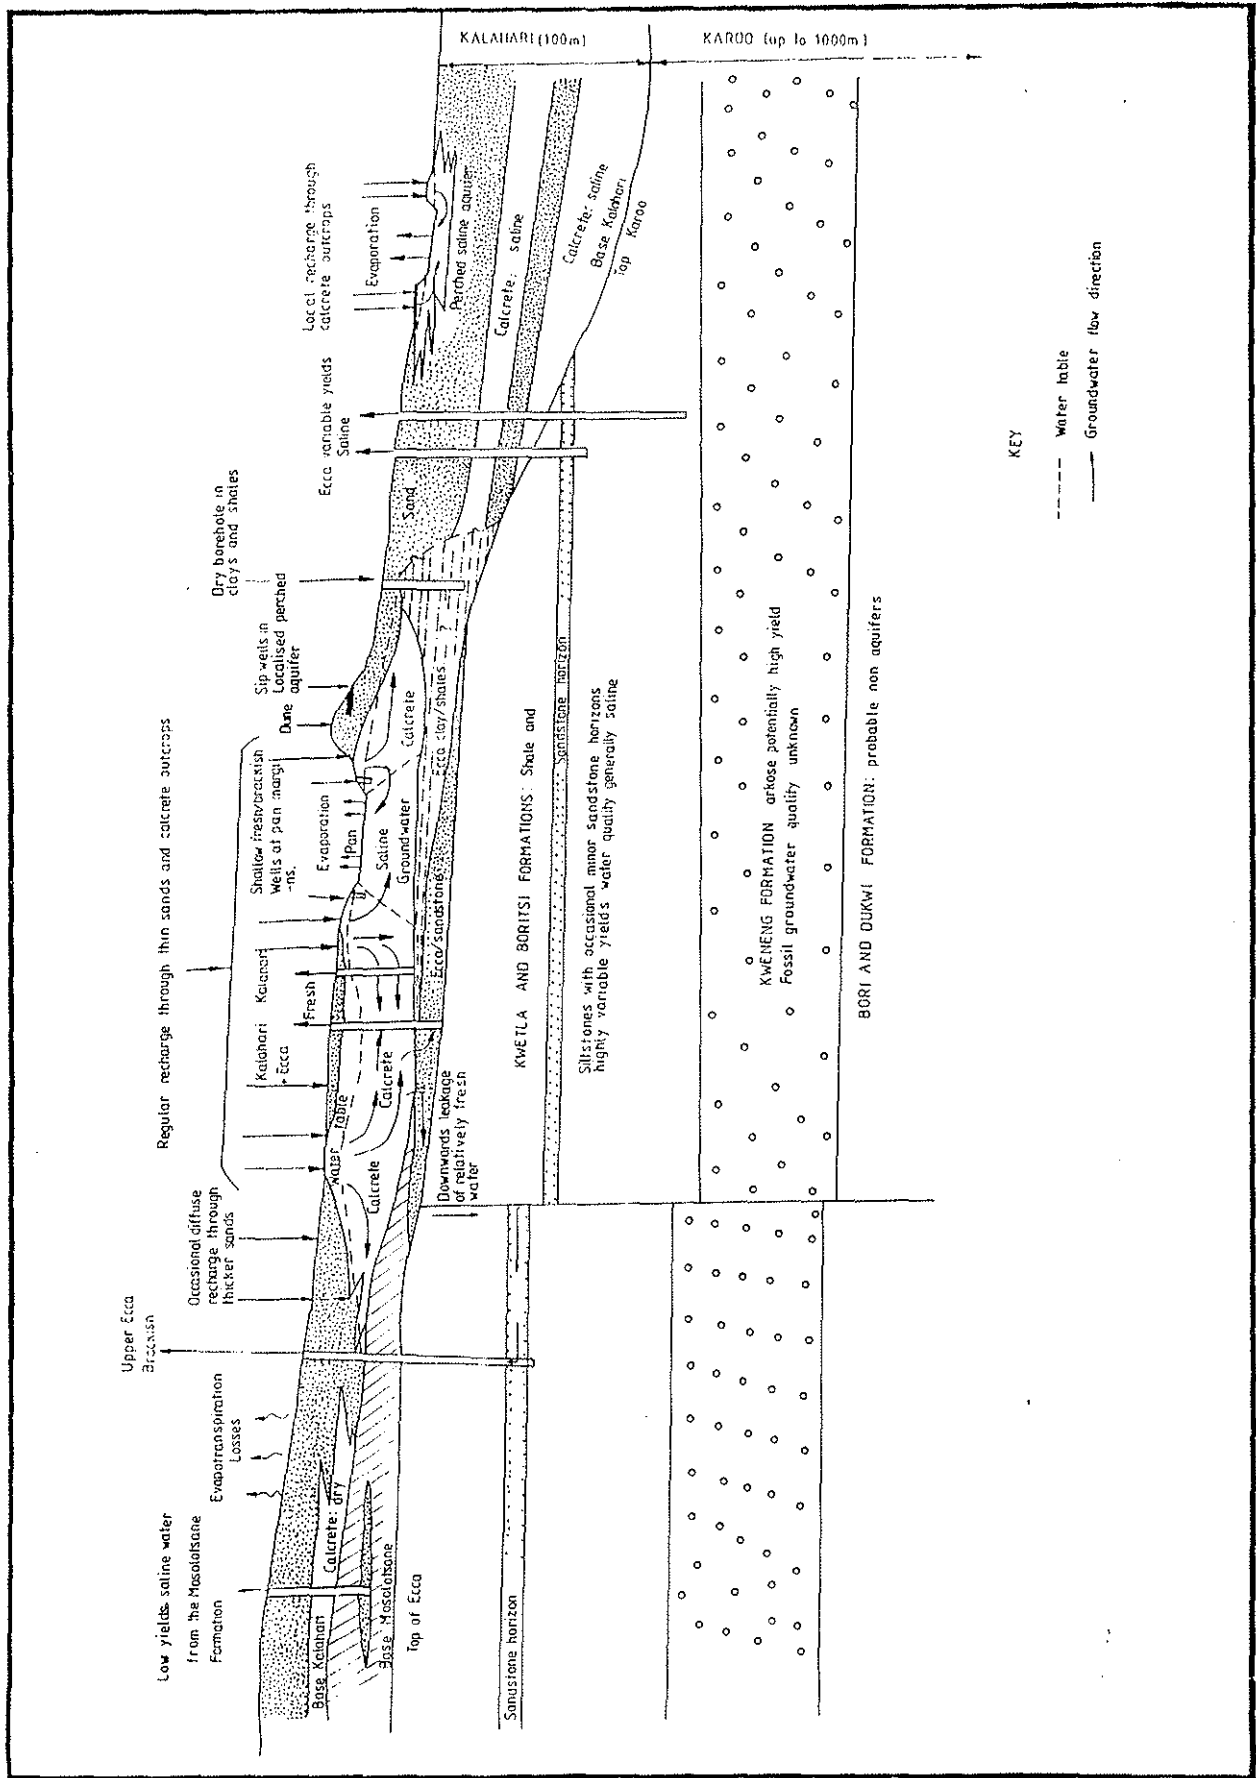 KALAHARI (100m)
KAROO (up to 1000m)
Low yields saline water
from the Mosolotsane
Formation
Evapotranspiration
Losses
Upper Ecca
Brackish
Occasional diffuse
recharge through
thicker sands
Regular recharge through thin sands and calcrete outcrops
Kalahari
+ Ecca
Kalahari
Fresh
Shallow fresh/brackish
Wells at pan margi
-ns.
Evaporation
Pan
Dune
Sip wells in
Localised perched
aquifer
Dry borehole in
clays and shales
Ecca variable yields
Saline
Local recharge through
calcrete outcrops
Evaporation
Perched saline aquifer
Sand
Calcrete: saline
Calcrete: saline
Base Kalahari
Top Karoo
Water table
Calcrete
Calcrete
Saline
Groundwater
Calcrete
Ecca/sandstone
Ecca clay/shales ?
Calcrete: dry
Base Kalahari
Base Mosolotsane
Top of Ecca
Downwards leakage
of relatively fresh
water
Sandstone horizon
Sandstone horizon
KWETLA AND BORITSI FORMATIONS: Shale and
Siltstones with occasional minor sandstone horizons
highly variable yields water quality generally saline
KWENENG FORMATION arkose potentially high yield
Fossil groundwater quality unknown
BORI AND DUKWI FORMATION: probable non aquifers
KEY
Water table
Groundwater flow direction